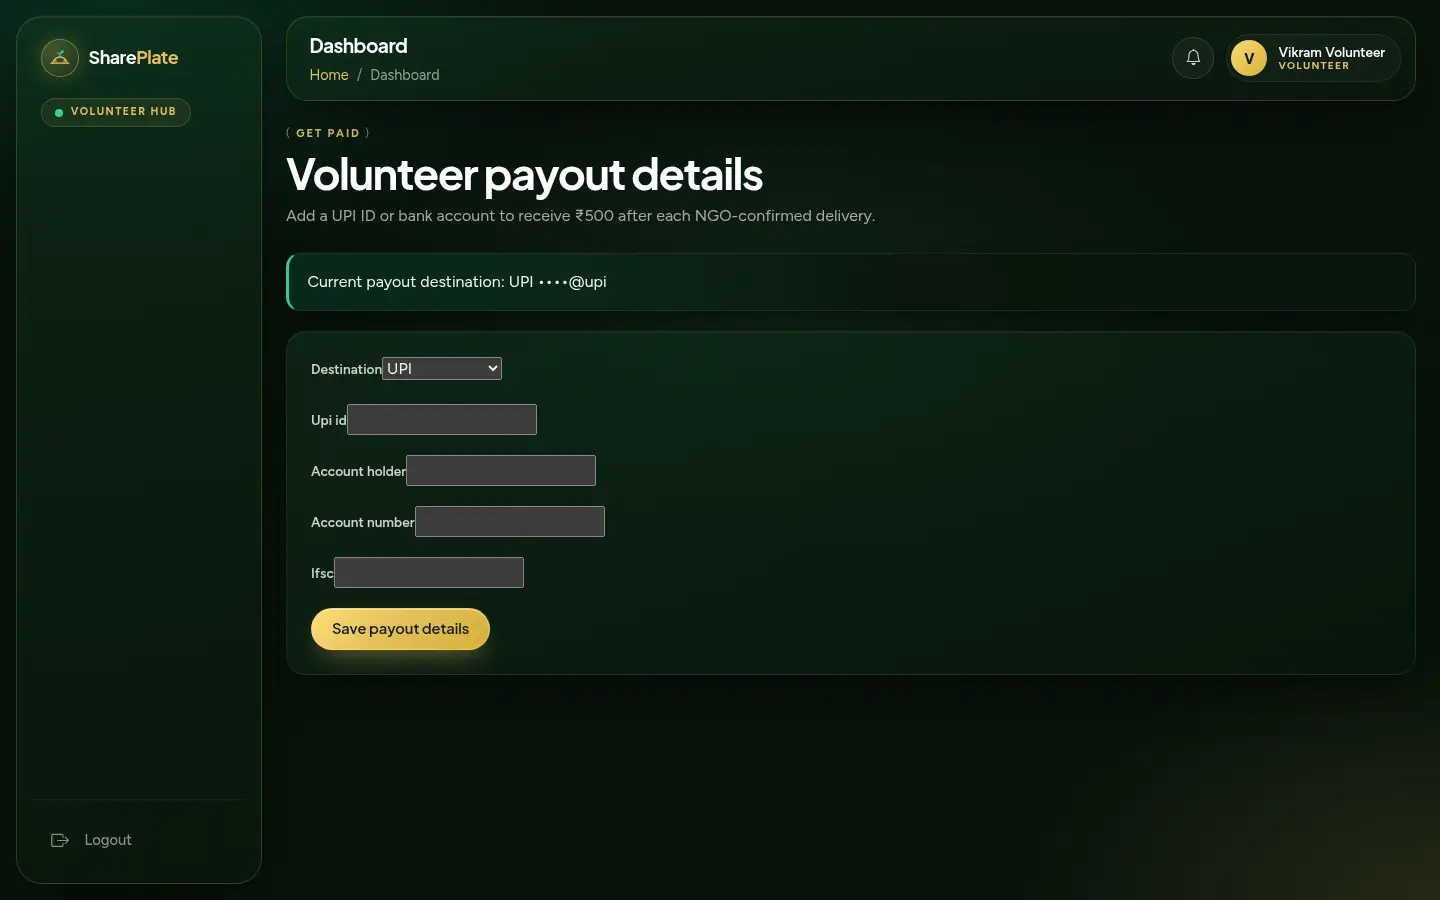 SharePlate
VOLUNTEER HUB
Logout
Dashboard
Home / Dashboard
V
Vikram Volunteer
VOLUNTEER
( GET PAID )
Volunteer payout details
Add a UPI ID or bank account to receive ₹500 after each NGO-confirmed delivery.
Current payout destination: UPI ••••@upi
Destination UPI
Upi id
Account holder
Account number
Ifsc
Save payout details